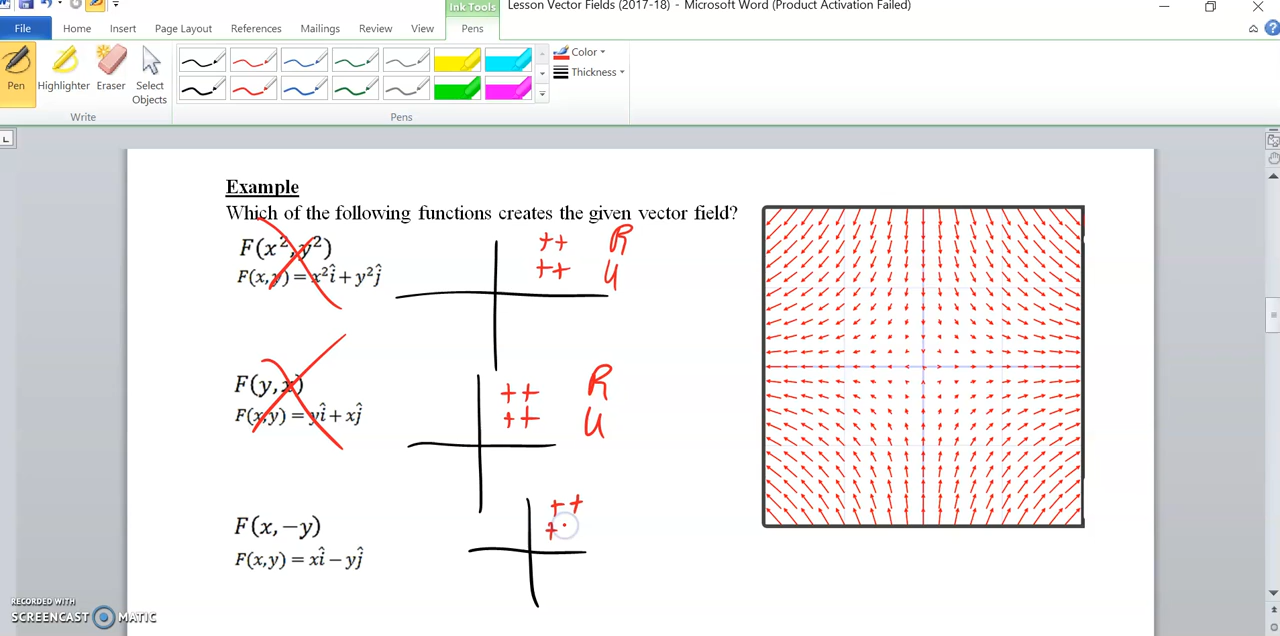 Ink Tools
Lesson Vector Fields (2017-18) - Microsoft Word (Product Activation Failed)
File Home Insert Page Layout References Mailings Review View Pens
Pen Highlighter Eraser Select Objects
Color
Thickness
Write
Pens
Example
Which of the following functions creates the given vector field?
F(x², y²)
F(x,y) = x²î + y²ĵ
++ R
++ U
F(y, x)
F(x,y) = yî + xĵ
++ R
++ U
F(x, −y)
F(x,y) = xî − yĵ
++
+
RECORDED WITH
SCREENCAST MATIC